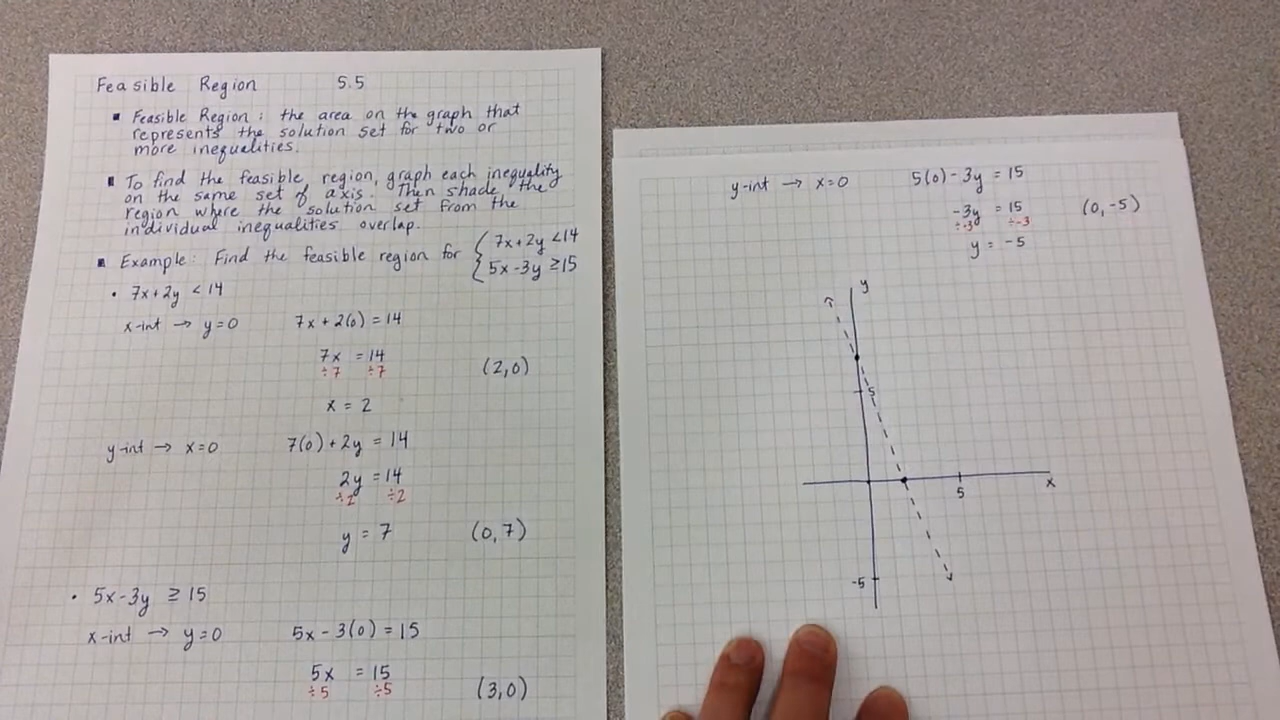 Feasible Region 5.5
▪ Feasible Region: the area on the graph that
represents the solution set for two or
more inequalities.
▪ To find the feasible region, graph each inequality
on the same set of axis. Then shade the
region where the solution set from the
individual inequalities overlap.
▪ Example: Find the feasible region for { 7x+2y <14
5x-3y ≥15
• 7x+2y < 14
x-int → y=0 7x + 2(0) = 14
7x = 14
÷7 ÷7 (2,0)
x = 2
y-int → x=0 7(0) + 2y = 14
2y = 14
÷2 ÷2
y = 7 (0,7)
• 5x-3y ≥ 15
x-int → y=0 5x - 3(0) = 15
5x = 15
÷5 ÷5 (3,0)
y-int → x=0 5(0) - 3y = 15
-3y = 15 (0,-5)
÷-3 ÷-3
y = -5
y
5
5 x
-5